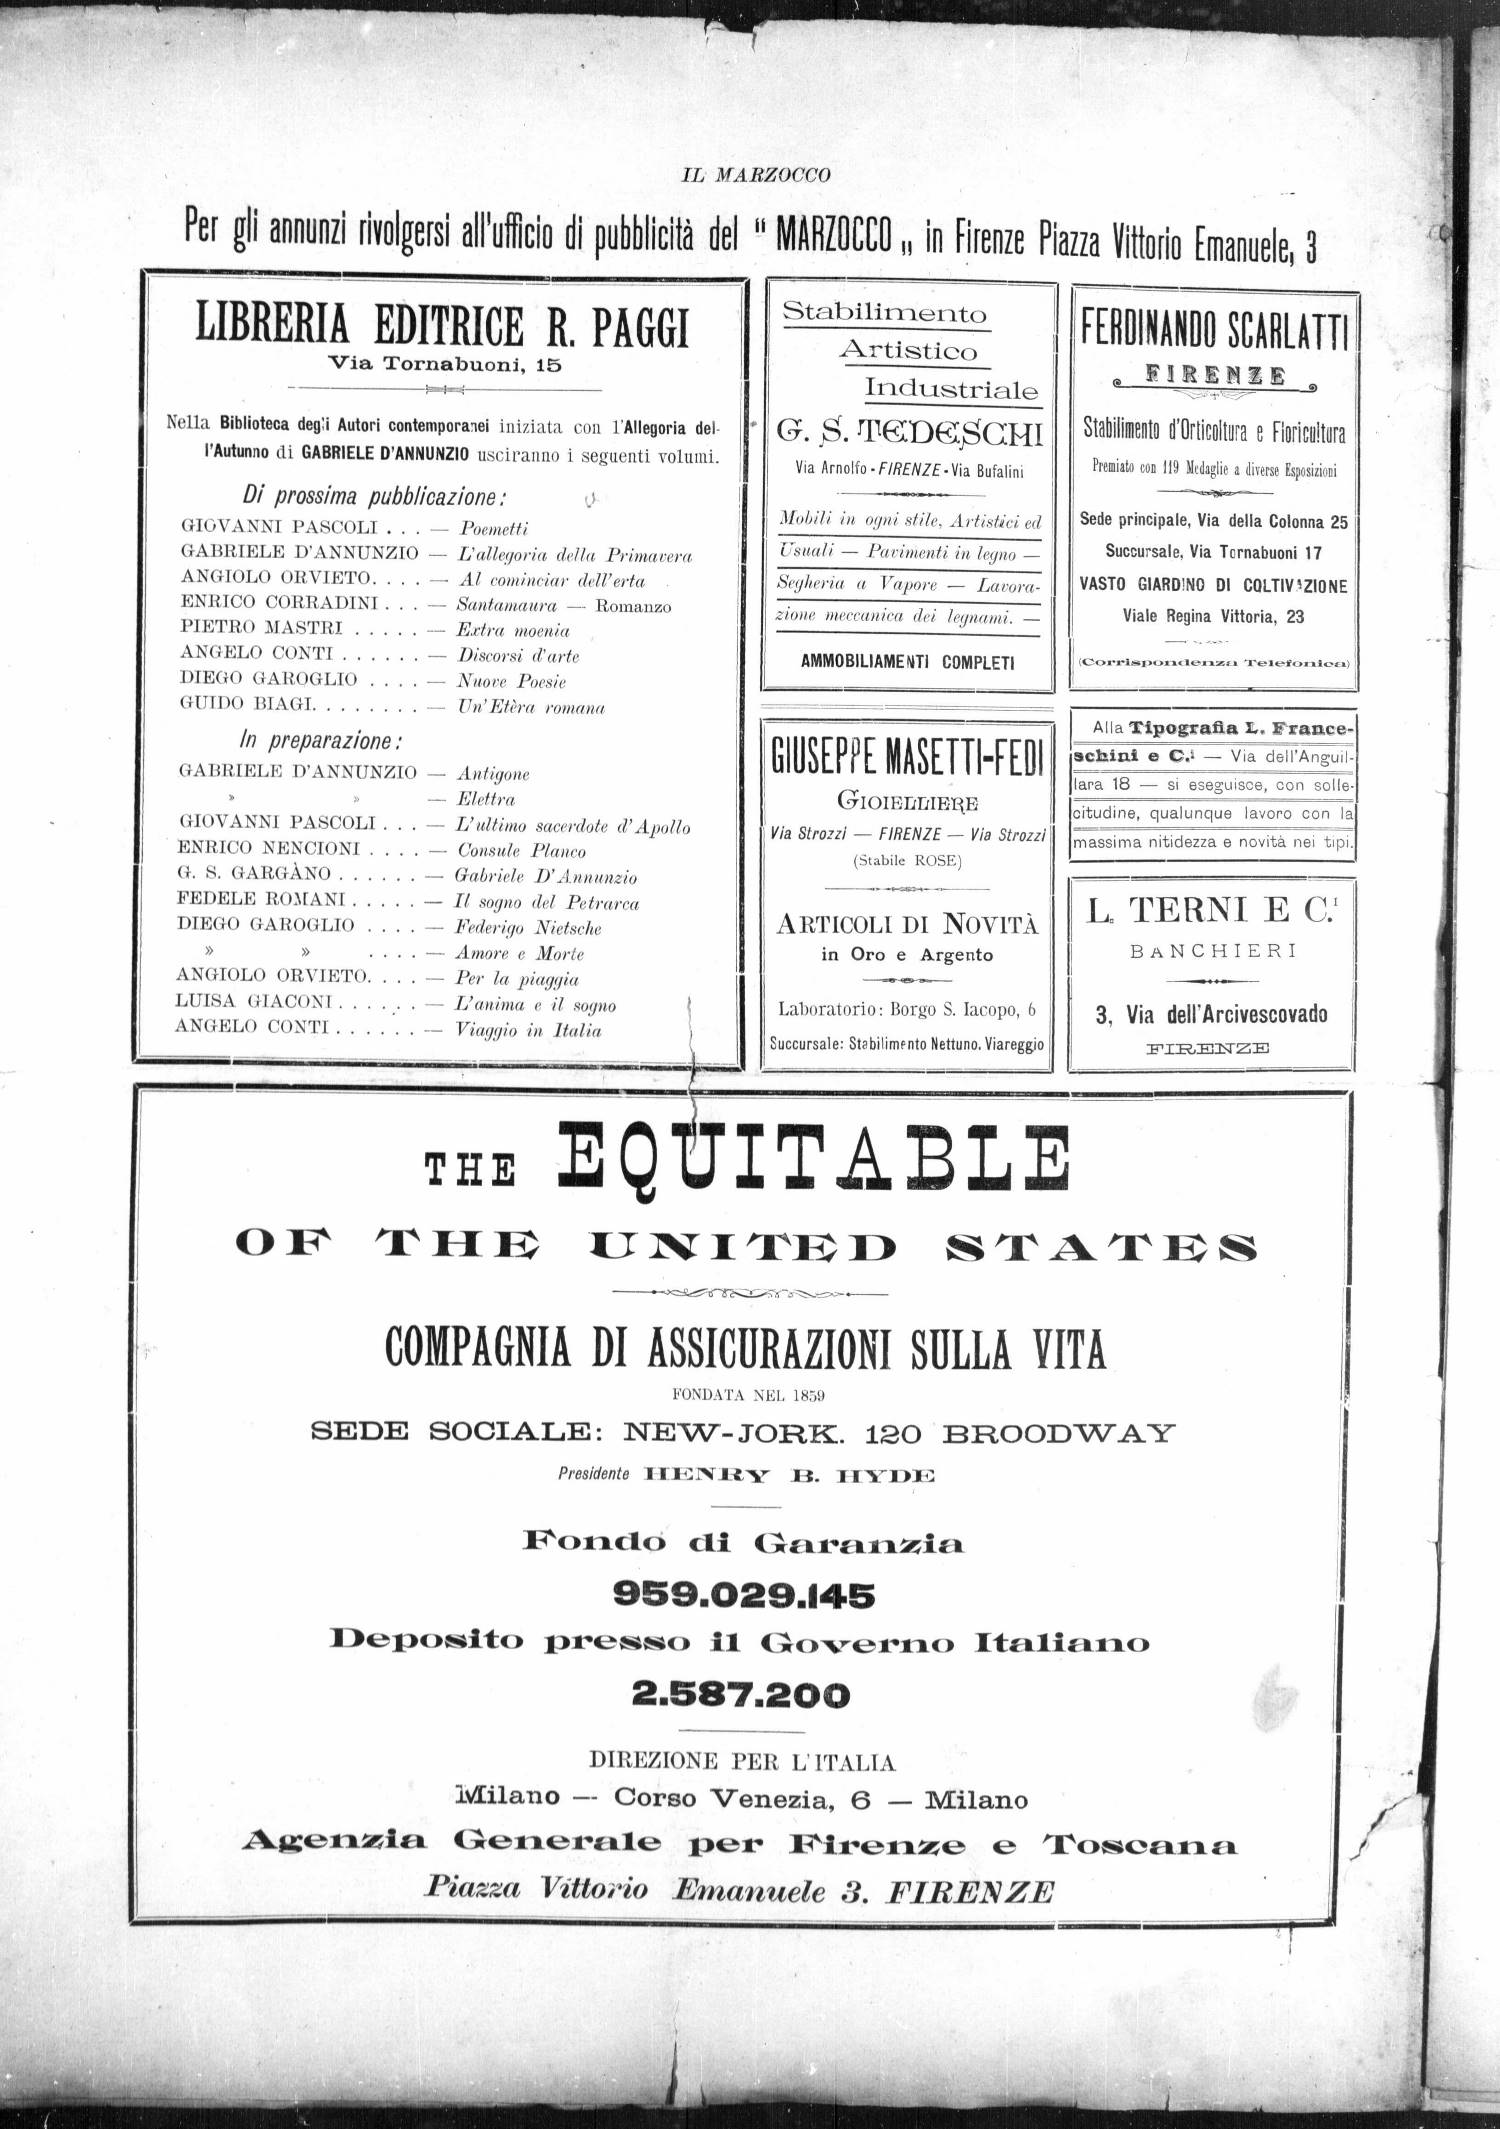 IL MARZOCCO
Per gli annunzi rivolgersi all'ufficio di pubblicità del “ MARZOCCO „ in Firenze Piazza Vittorio Emanuele, 3
LIBRERIA EDITRICE R. PAGGI
Via Tornabuoni, 15
Nella Biblioteca degli Autori contemporanei iniziata con l'Allegoria del-
l'Autunno di GABRIELE D'ANNUNZIO usciranno i seguenti volumi.
Di prossima pubblicazione:
GIOVANNI PASCOLI . . . — Poemetti
GABRIELE D'ANNUNZIO — L'allegoria della Primavera
ANGIOLO ORVIETO. . . . — Al cominciar dell'erta
ENRICO CORRADINI . . . — Santamaura — Romanzo
PIETRO MASTRI . . . . . — Extra moenia
ANGELO CONTI . . . . . . — Discorsi d'arte
DIEGO GAROGLIO . . . . — Nuove Poesie
GUIDO BIAGI. . . . . . . . — Un'Etèra romana
In preparazione:
GABRIELE D'ANNUNZIO — Antigone
» » — Elettra
GIOVANNI PASCOLI . . . — L'ultimo sacerdote d'Apollo
ENRICO NENCIONI . . . . — Consule Planco
G. S. GARGÀNO . . . . . . — Gabriele D'Annunzio
FEDELE ROMANI . . . . . — Il sogno del Petrarca
DIEGO GAROGLIO . . . . — Federigo Nietsche
» » . . . . — Amore e Morte
ANGIOLO ORVIETO. . . . — Per la piaggia
LUISA GIACONI . . . . . . — L'anima e il sogno
ANGELO CONTI . . . . . . — Viaggio in Italia
Stabilimento
Artistico
Industriale
G. S. TEDESCHI
Via Arnolfo - FIRENZE - Via Bufalini
Mobili in ogni stile, Artistici ed
Usuali — Pavimenti in legno —
Segheria a Vapore — Lavora-
zione meccanica dei legnami. —
AMMOBILIAMENTI COMPLETI
FERDINANDO SCARLATTI
FIRENZE
Stabilimento d'Orticoltura e Floricultura
Premiato con 119 Medaglie a diverse Esposizioni
Sede principale, Via della Colonna 25
Succursale, Via Tornabuoni 17
VASTO GIARDINO DI COLTIVAZIONE
Viale Regina Vittoria, 23
(Corrispondenza Telefonica)
GIUSEPPE MASETTI-FEDI
GIOIELLIERE
Via Strozzi — FIRENZE — Via Strozzi
(Stabile ROSE)
ARTICOLI DI NOVITÀ
in Oro e Argento
Laboratorio: Borgo S. Iacopo, 6
Succursale: Stabilimento Nettuno. Viareggio
Alla Tipografia L. France-
schini e C.i — Via dell'Anguil-
lara 18 — si eseguisce, con solle-
citudine, qualunque lavoro con la
massima nitidezza e novità nei tipi.
L. TERNI E C.I
BANCHIERI
3, Via dell'Arcivescovado
FIRENZE
THE EQUITABLE
OF THE UNITED STATES
COMPAGNIA DI ASSICURAZIONI SULLA VITA
FONDATA NEL 1859
SEDE SOCIALE: NEW-JORK. 120 BROODWAY
Presidente HENRY B. HYDE
Fondo di Garanzia
959.029.145
Deposito presso il Governo Italiano
2.587.200
DIREZIONE PER L'ITALIA
Milano — Corso Venezia, 6 — Milano
Agenzia Generale per Firenze e Toscana
Piazza Vittorio Emanuele 3. FIRENZE